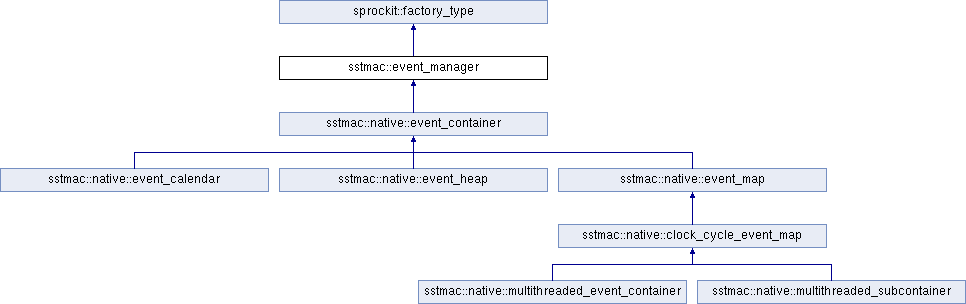 sprockit::factory_type
sstmac::event_manager
sstmac::native::event_container
sstmac::native::event_calendar
sstmac::native::event_heap
sstmac::native::event_map
sstmac::native::clock_cycle_event_map
sstmac::native::multithreaded_event_container
sstmac::native::multithreaded_subcontainer